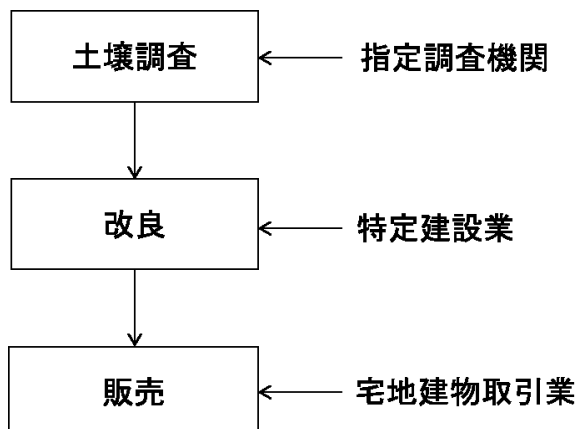 土壌調査
指定調査機関
改良
特定建設業
販売
宅地建物取引業